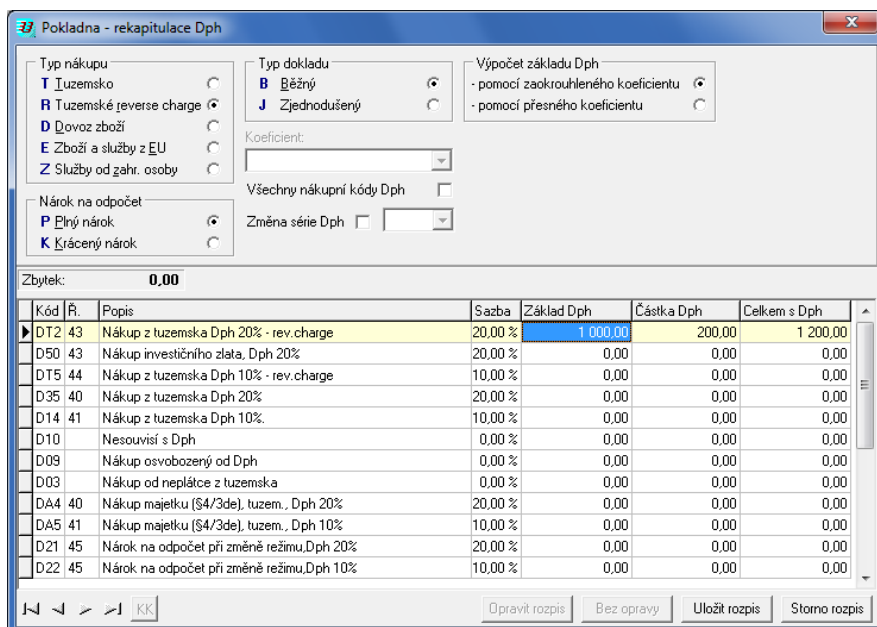 Pokladna - rekapitulace Dph
Typ nákupu
T Tuzemsko
R Tuzemské reverse charge
D Dovoz zboží
E Zboží a služby z EU
Z Služby od zahr. osoby
Nárok na odpočet
P Plný nárok
K Krácený nárok
Typ dokladu
B Běžný
J Zjednodušený
Koeficient:
Všechny nákupní kódy Dph
Změna série Dph
Výpočet základu Dph
- pomocí zaokrouhleného koeficientu
- pomocí přesného koeficientu
Zbytek: 0,00
Kód Ř. Popis Sazba Základ Dph Částka Dph Celkem s Dph
DT2 43 Nákup z tuzemska Dph 20% - rev.charge 20,00 % 1 000,00 200,00 1 200,00
D50 43 Nákup investičního zlata, Dph 20% 20,00 % 0,00 0,00 0,00
DT5 44 Nákup z tuzemska Dph 10% - rev.charge 10,00 % 0,00 0,00 0,00
D35 40 Nákup z tuzemska Dph 20% 20,00 % 0,00 0,00 0,00
D14 41 Nákup z tuzemska Dph 10%. 10,00 % 0,00 0,00 0,00
D10 Nesouvisí s Dph 0,00 % 0,00 0,00 0,00
D09 Nákup osvobozený od Dph 0,00 % 0,00 0,00 0,00
D03 Nákup od neplátce z tuzemska 0,00 % 0,00 0,00 0,00
DA4 40 Nákup majetku (§4/3de), tuzem., Dph 20% 20,00 % 0,00 0,00 0,00
DA5 41 Nákup majetku (§4/3de), tuzem., Dph 10% 10,00 % 0,00 0,00 0,00
D21 45 Nárok na odpočet při změně režimu,Dph 20% 20,00 % 0,00 0,00 0,00
D22 45 Nárok na odpočet při změně režimu,Dph 10% 10,00 % 0,00 0,00 0,00
KK Opravit rozpis Bez opravy Uložit rozpis Storno rozpis